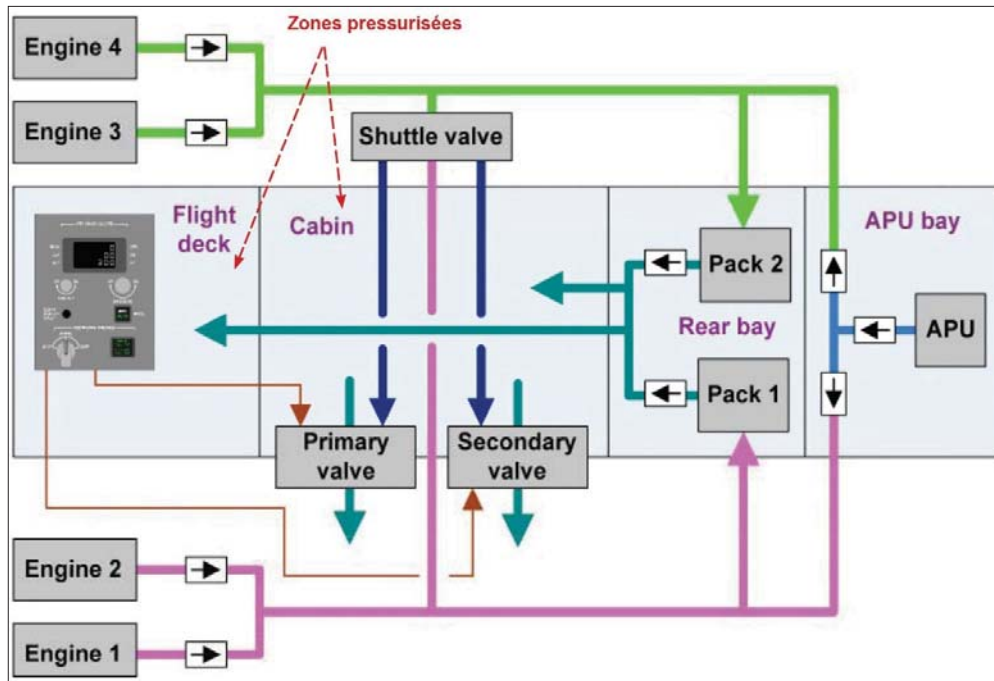 Zones pressurisées
Engine 4
Engine 3
Shuttle valve
Flight
deck
Cabin
APU bay
Pack 2
Rear bay
APU
Pack 1
Primary
valve
Secondary
valve
Engine 2
Engine 1